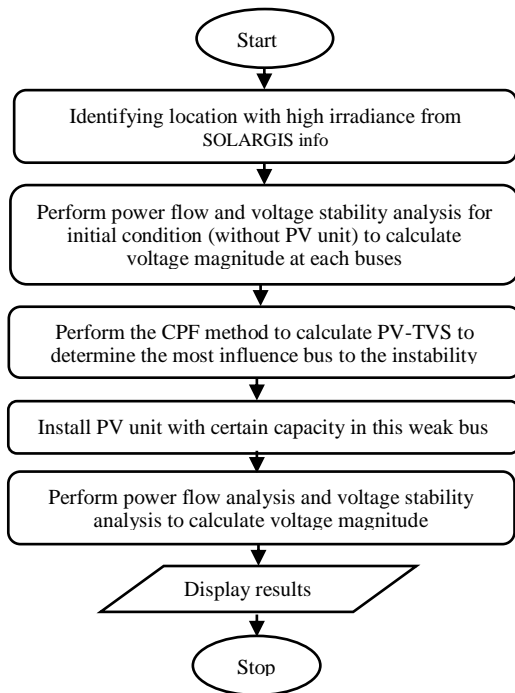 Start
Identifying location with high irradiance from
SOLARGIS info
Perform power flow and voltage stability analysis for
initial condition (without PV unit) to calculate
voltage magnitude at each buses
Perform the CPF method to calculate PV-TVS to
determine the most influence bus to the instability
Install PV unit with certain capacity in this weak bus
Perform power flow analysis and voltage stability
analysis to calculate voltage magnitude
Display results
Stop